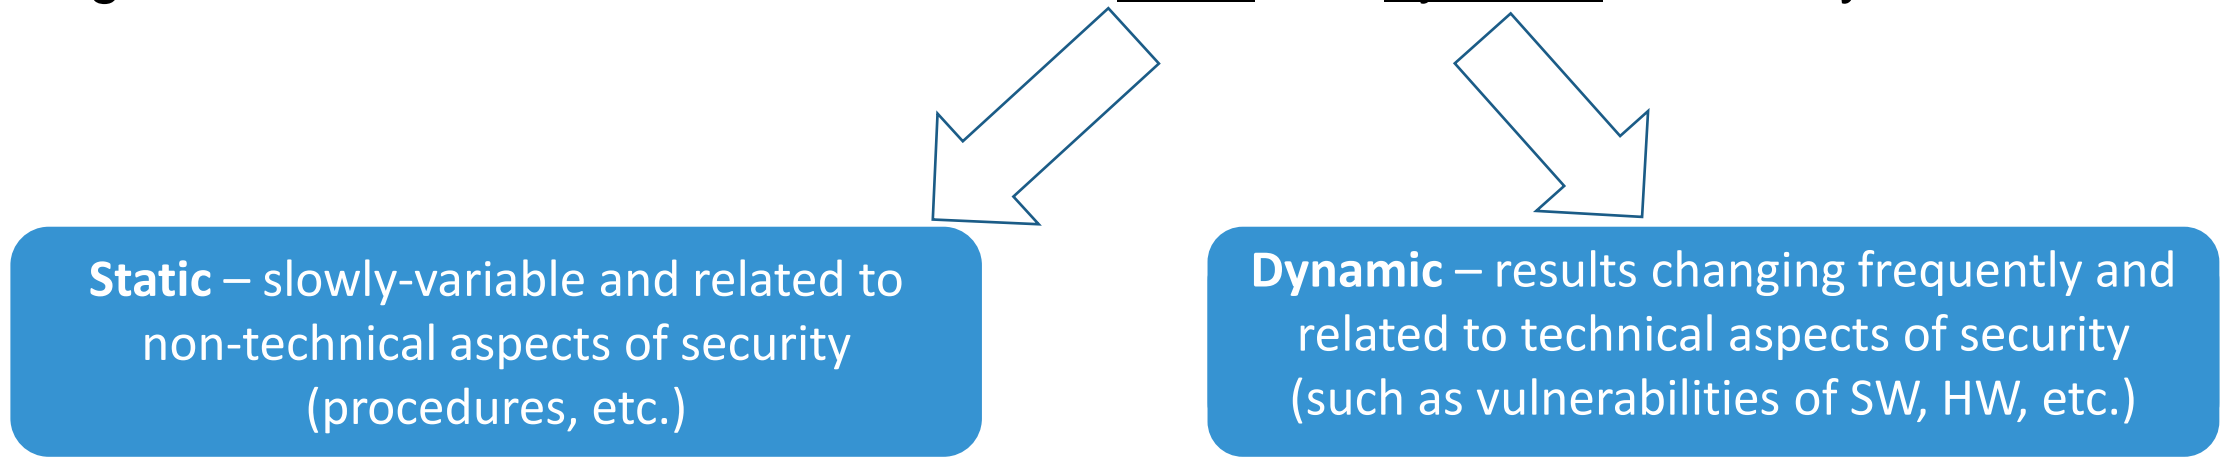 Static – slowly-variable and related to
non-technical aspects of security
(procedures, etc.)
Dynamic – results changing frequently and
related to technical aspects of security
(such as vulnerabilities of SW, HW, etc.)